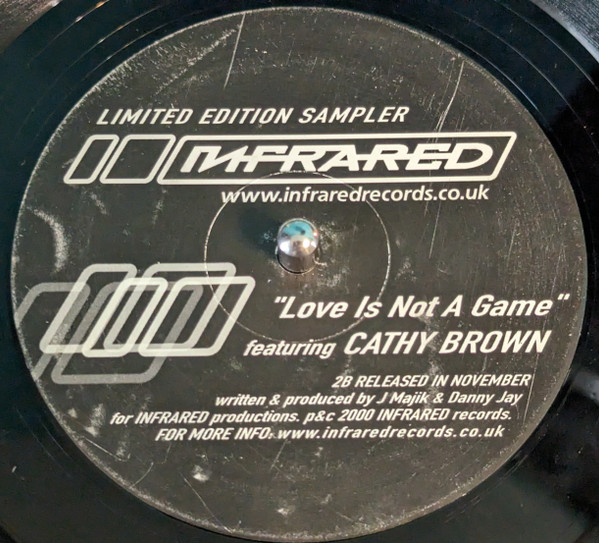 LIMITED EDITION SAMPLER
INFRARED
www.infraredrecords.co.uk
"Love Is Not A Game"
featuring CATHY BROWN
2B RELEASED IN NOVEMBER
written & produced by J Majik & Danny Jay
for INFRARED productions. p&c 2000 INFRARED records.
FOR MORE INFO: www.infraredrecords.co.uk